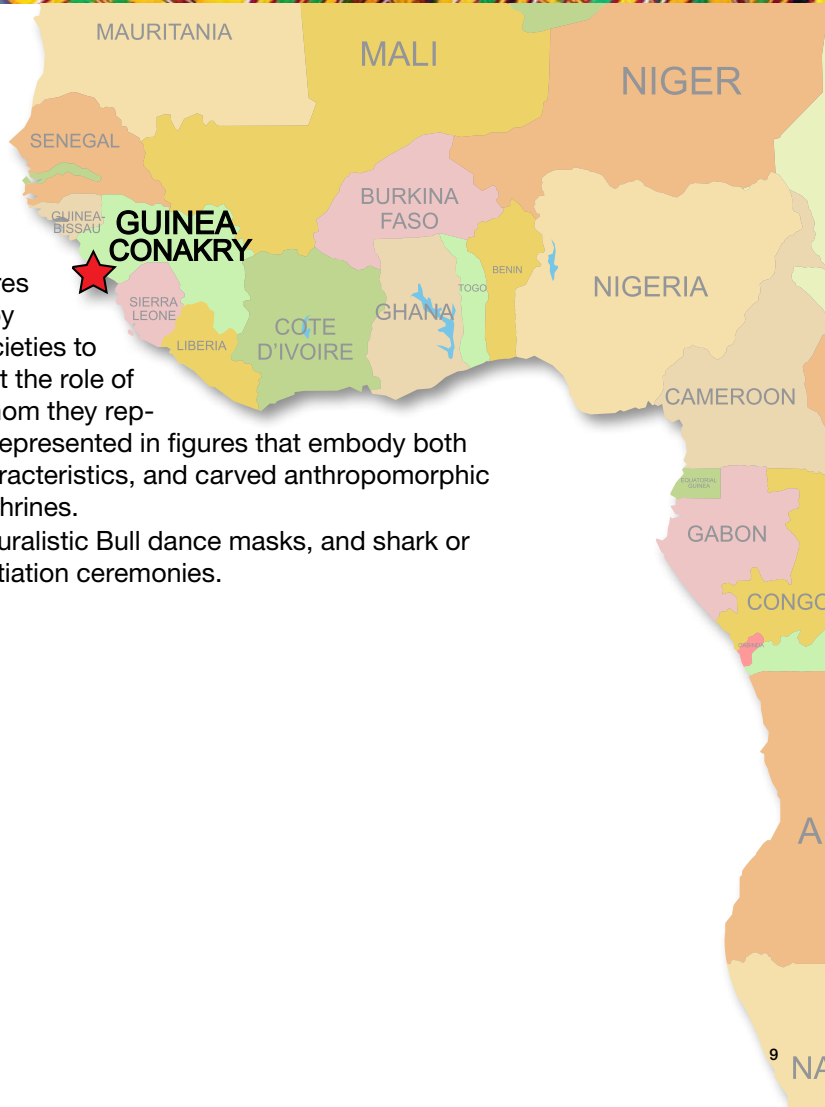 MAURITANIA
MALI
NIGER
SENEGAL
BURKINA
FASO
GUINEA-
BISSAU
GUINEA
CONAKRY
BENIN
TOGO
NIGERIA
SIERRA
LEONE
GHANA
COTE
D'IVOIRE
LIBERIA
res
cieties to
t the role of
om they rep-
epresented in figures that embody both
racteristics, and carved anthropomorphic
hrines.
uralistic Bull dance masks, and shark or
tiation ceremonies.
CAMEROON
EQUATORIAL
GUINEA
GABON
CONGO
A
9
NA